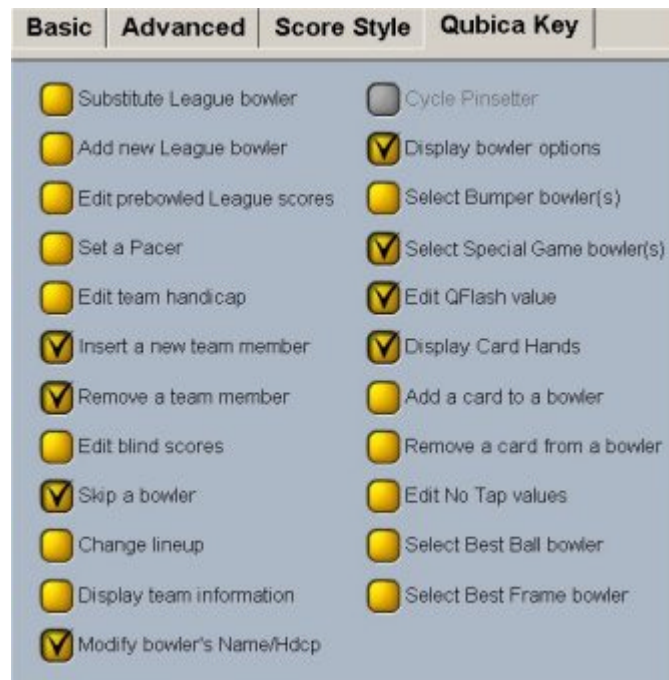 Basic
Advanced
Score Style
Qubica Key
Substitute League bowler
Add new League bowler
Edit prebowled League scores
Set a Pacer
Edit team handicap
Insert a new team member
Remove a team member
Edit blind scores
Skip a bowler
Change lineup
Display team information
Modify bowler's Name/Hdcp
Cycle Pinsetter
Display bowler options
Select Bumper bowler(s)
Select Special Game bowler(s)
Edit QFlash value
Display Card Hands
Add a card to a bowler
Remove a card from a bowler
Edit No Tap values
Select Best Ball bowler
Select Best Frame bowler